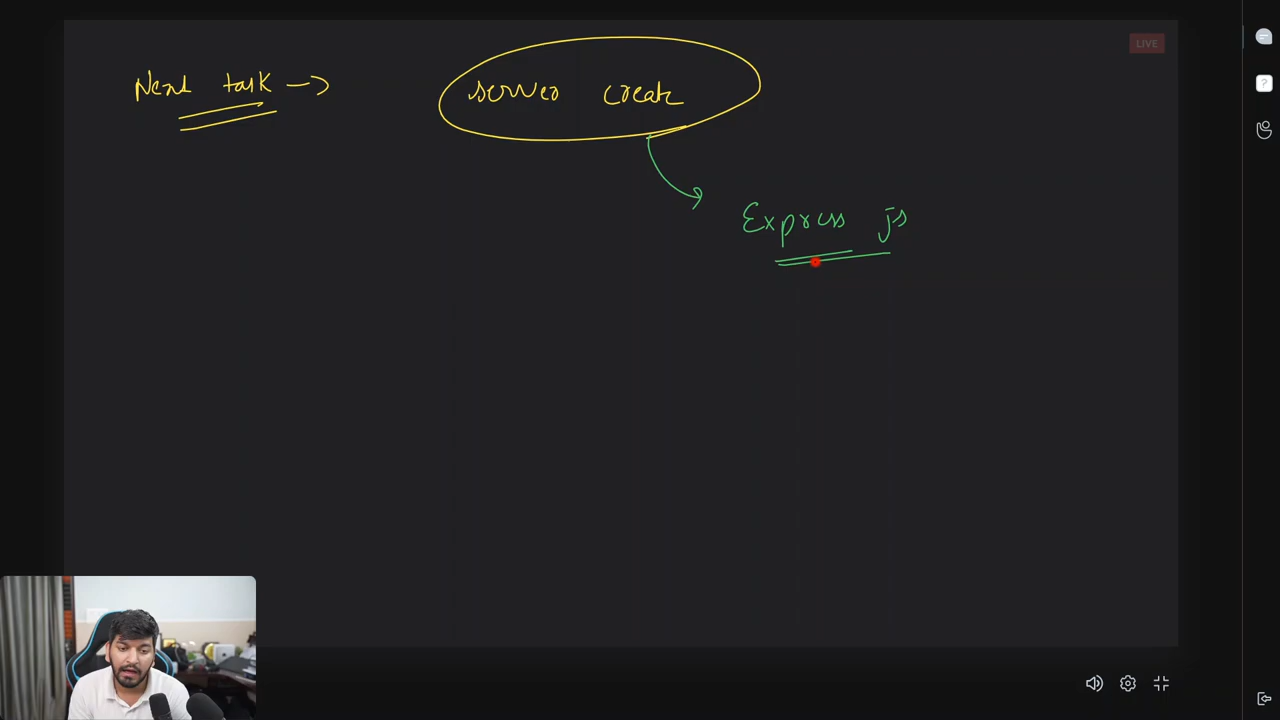 Next task → server create
LIVE
Express js